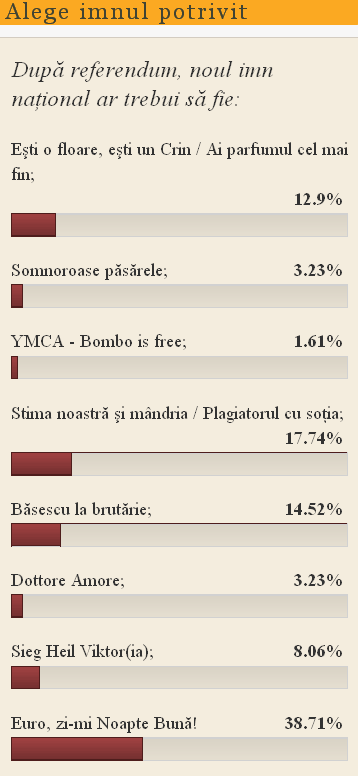 Alege imnul potrivit
După referendum, noul imn
național ar trebui să fie:
Ești o floare, ești un Crin / Ai parfumul cel mai
fin;
12.9%
Somnoroase păsărele; 3.23%
YMCA - Bombo is free; 1.61%
Stima noastră și mândria / Plagiatorul cu soția;
17.74%
Băsescu la brutărie; 14.52%
Dottore Amore; 3.23%
Sieg Heil Viktor(ia); 8.06%
Euro, zi-mi Noapte Bună! 38.71%